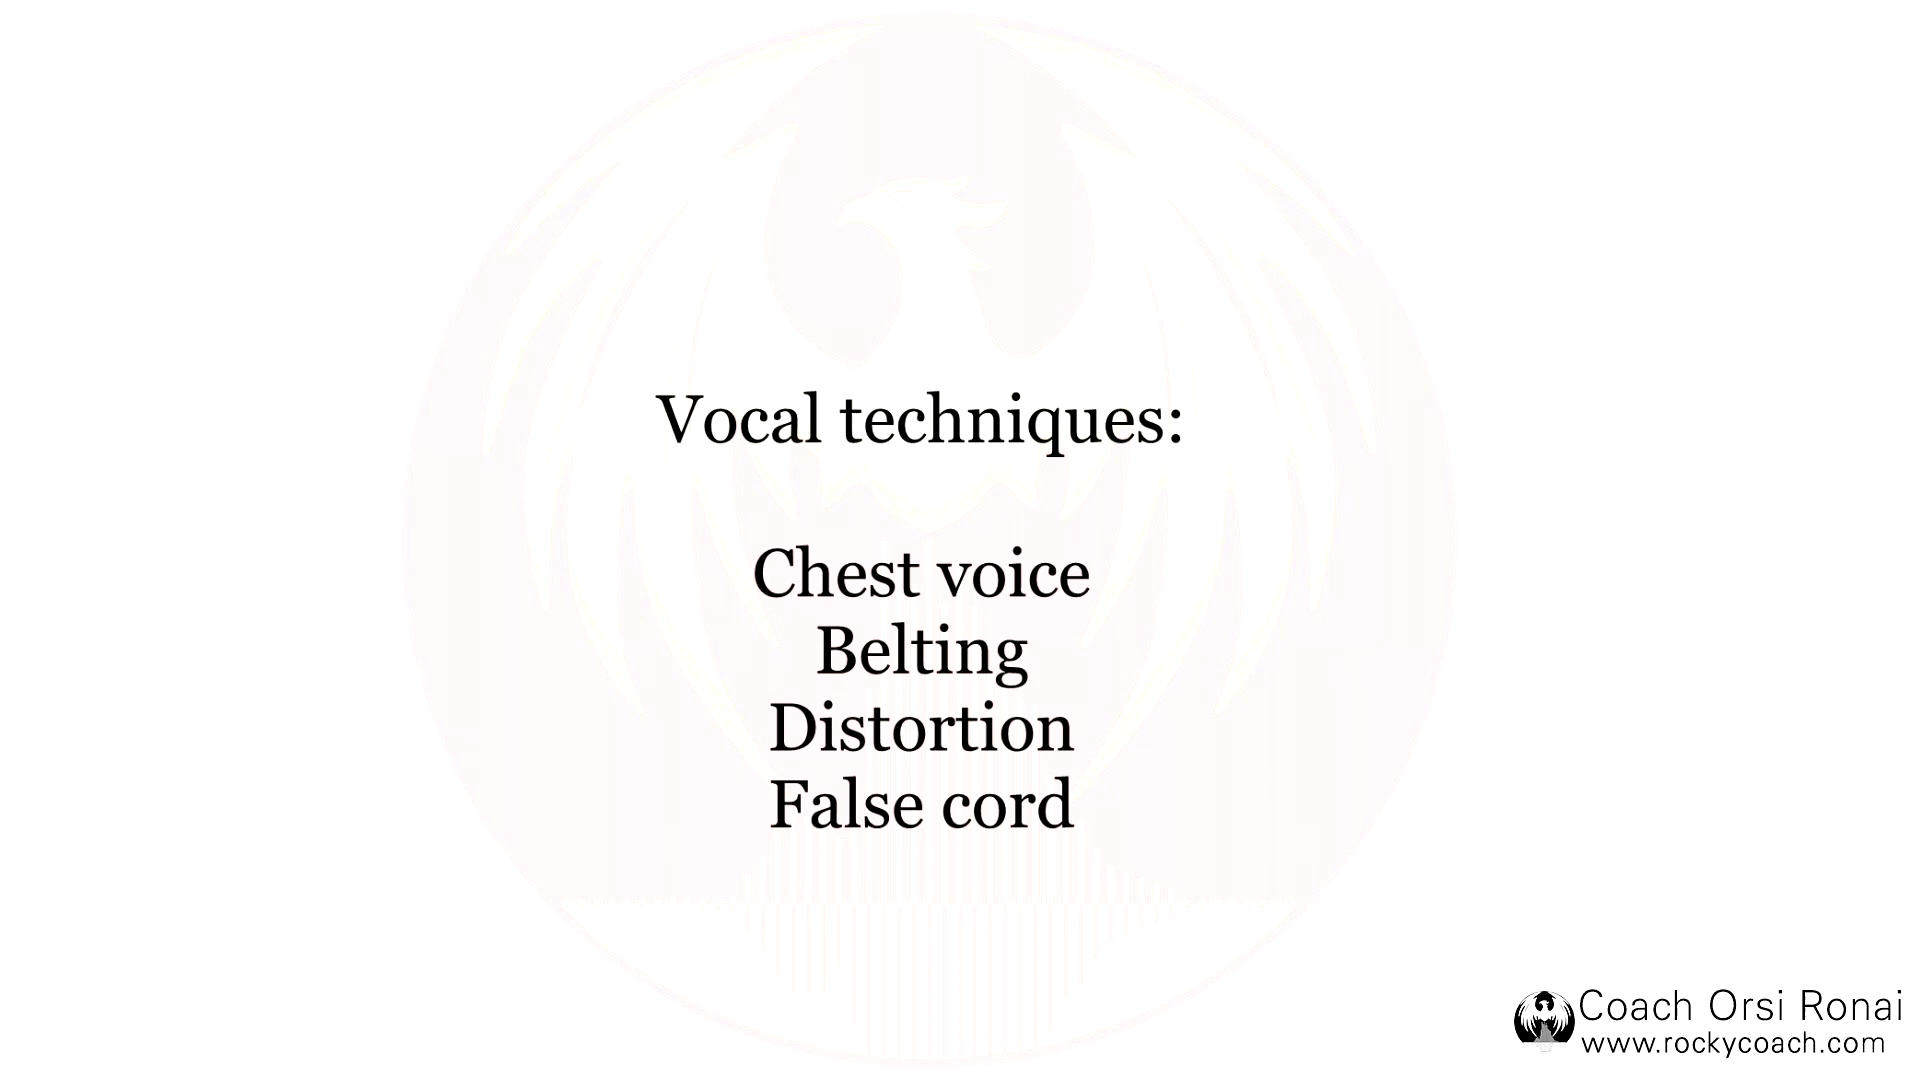 Vocal techniques:
Chest voice
Belting
Distortion
False cord
Coach Orsi Ronai
www.rockycoach.com